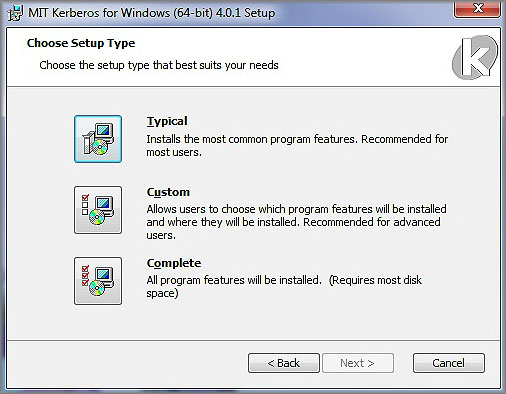 MIT Kerberos for Windows (64-bit) 4.0.1 Setup
Choose Setup Type
Choose the setup type that best suits your needs
k
Typical
Installs the most common program features. Recommended for
most users.
Custom
Allows users to choose which program features will be installed
and where they will be installed. Recommended for advanced
users.
Complete
All program features will be installed. (Requires most disk
space)
< Back
Next >
Cancel